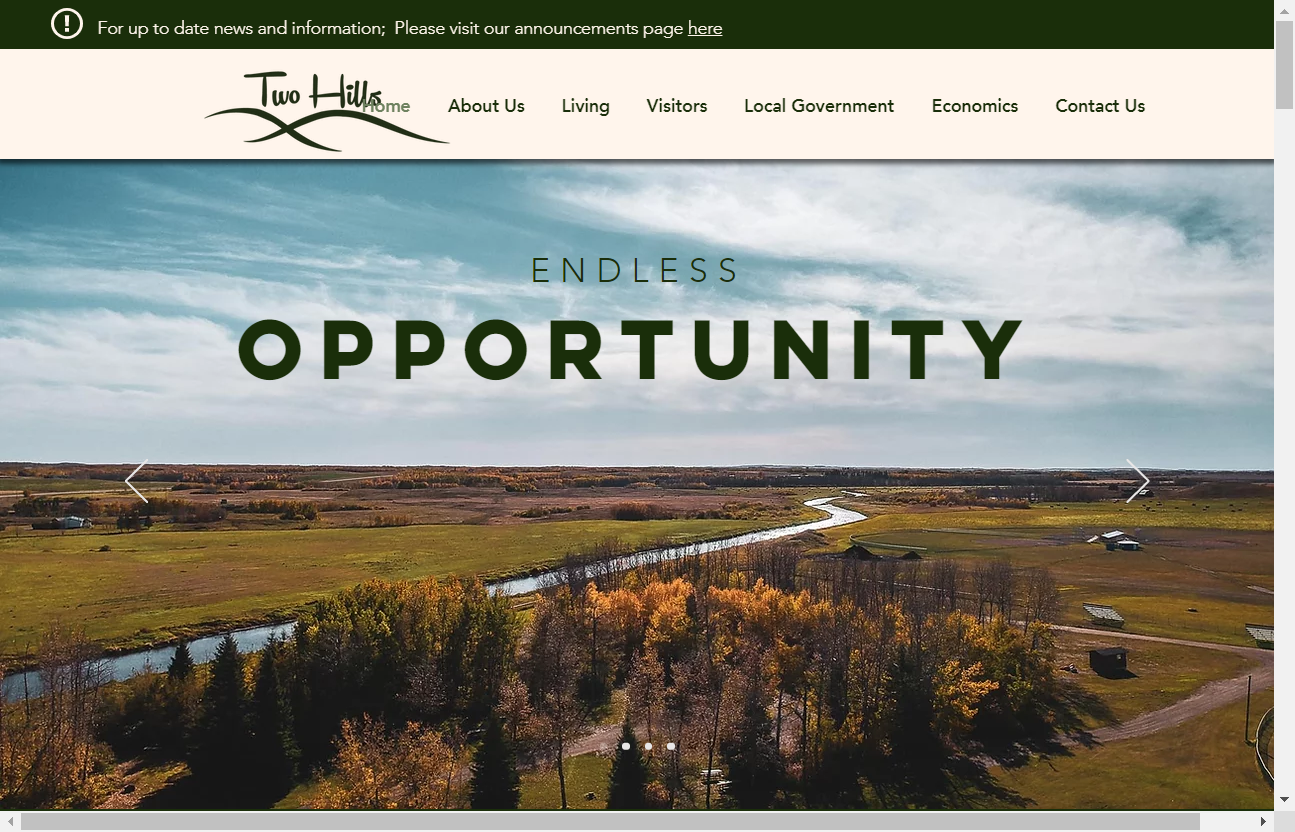 For up to date news and information; Please visit our announcements page here
Two Hills
Home
About Us
Living
Visitors
Local Government
Economics
Contact Us
ENDLESS
OPPORTUNITY